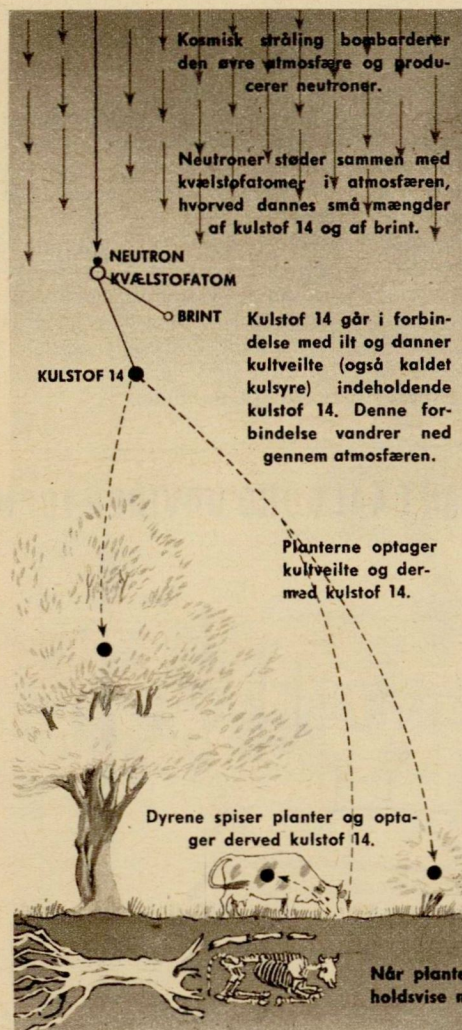 Kosmisk stråling bombarderer
den øvre atmosfære og produ-
cerer neutroner.
Neutroner støder sammen med
kvælstofatomer i atmosfæren,
hvorved dannes små mængder
af kulstof 14 og af brint.
NEUTRON
KVÆLSTOFATOM
BRINT
KULSTOF 14
Kulstof 14 går i forbin-
delse med ilt og danner
kultveilte (også kaldet
kulsyre) indeholdende
kulstof 14. Denne for-
bindelse vandrer ned
gennem atmosfæren.
Planterne optager
kultveilte og der-
med kulstof 14.
Dyrene spiser planter og opta-
ger derved kulstof 14.
Når plante
holdsvise